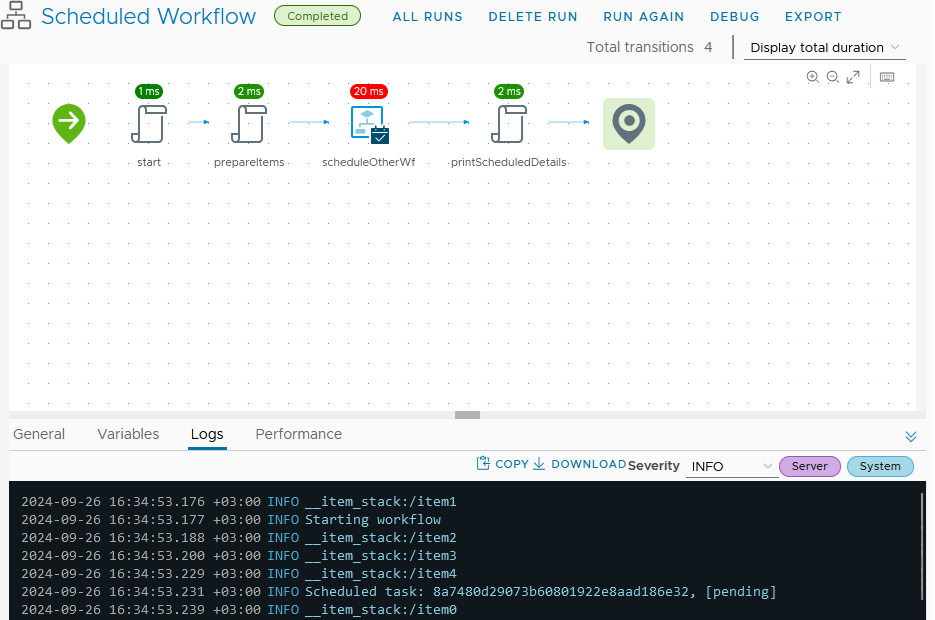 Scheduled Workflow Completed ALL RUNS DELETE RUN RUN AGAIN DEBUG EXPORT
Total transitions 4 Display total duration
1 ms 2 ms 20 ms 2 ms
start prepareItems scheduleOtherWf printScheduledDetails
General Variables Logs Performance
COPY DOWNLOAD Severity INFO Server System
2024-09-26 16:34:53.176 +03:00 INFO __item_stack:/item1
2024-09-26 16:34:53.177 +03:00 INFO Starting workflow
2024-09-26 16:34:53.188 +03:00 INFO __item_stack:/item2
2024-09-26 16:34:53.200 +03:00 INFO __item_stack:/item3
2024-09-26 16:34:53.229 +03:00 INFO __item_stack:/item4
2024-09-26 16:34:53.231 +03:00 INFO Scheduled task: 8a7480d29073b60801922e8aad186e32, [pending]
2024-09-26 16:34:53.239 +03:00 INFO __item_stack:/item0